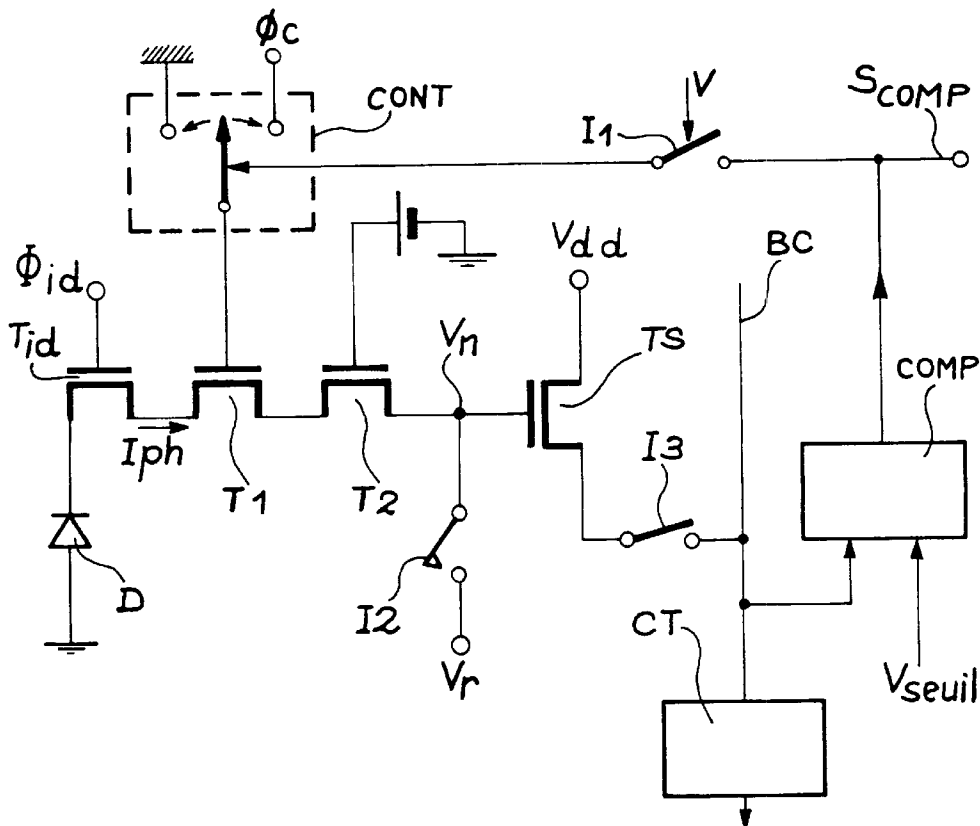 ϕc
CONT
V
SCOMP
I1
Φid
Vdd
BC
Tid
Vn
TS
COMP
Iph
I3
T1
T2
D
I2
CT
Vr
Vseuil